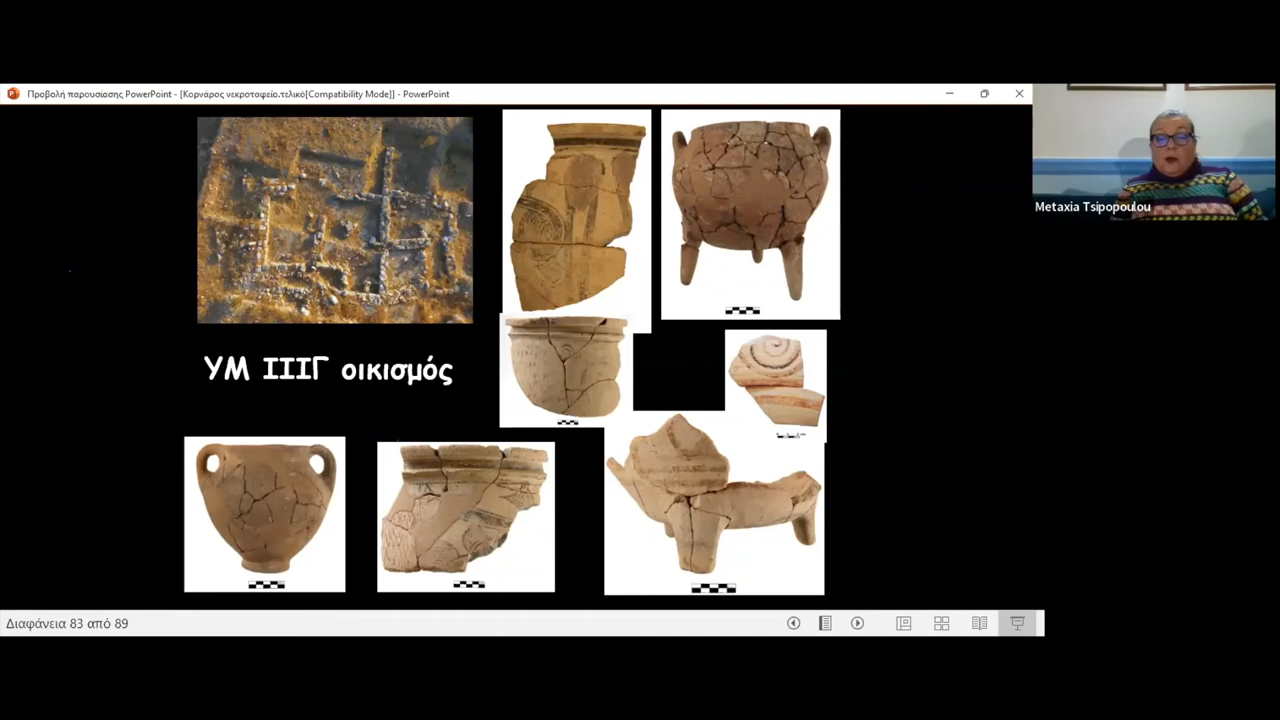 Προβολή παρουσίασης PowerPoint - [Κορνάρος νεκροταφείο.τελικό[Compatibility Mode]] - PowerPoint
Metaxia Tsipopoulou
ΥΜ ΙΙΙΓ οικισμός
Διαφάνεια 83 από 89